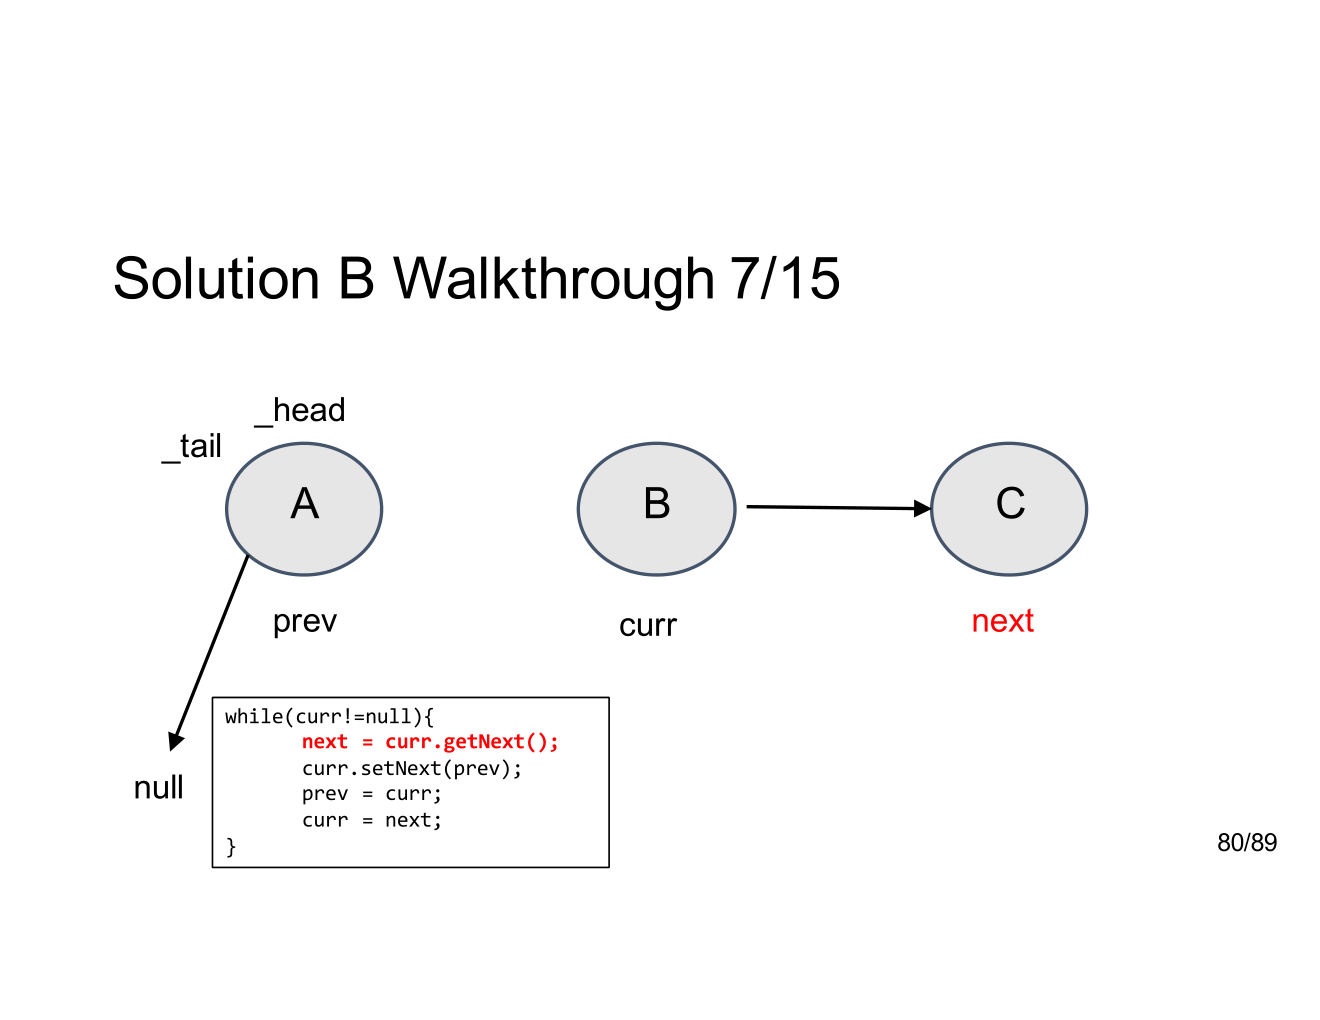 Solution B Walkthrough 7/15
_head
_tail
A
B
C
prev
curr
next
null
while(curr!=null){
next = curr.getNext();
curr.setNext(prev);
prev = curr;
curr = next;
}
80/89